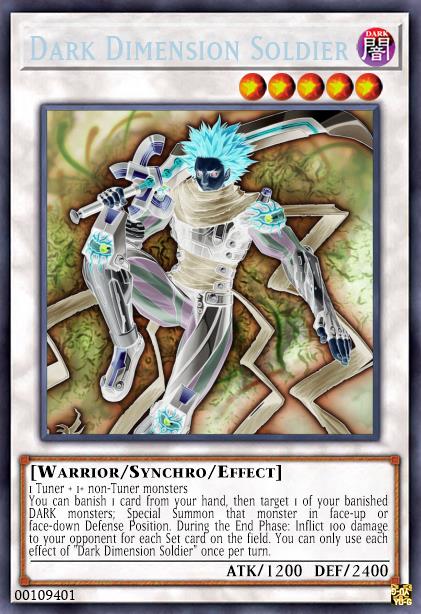 Dark Dimension Soldier
DARK
闇
[Warrior/Synchro/Effect]
1 Tuner + 1+ non-Tuner monsters
You can banish 1 card from your hand, then target 1 of your banished
DARK monsters; Special Summon that monster in face-up or
face-down Defense Position. During the End Phase: Inflict 100 damage
to your opponent for each Set card on the field. You can only use each
effect of "Dark Dimension Soldier" once per turn.
ATK/1200 DEF/2400
00109401